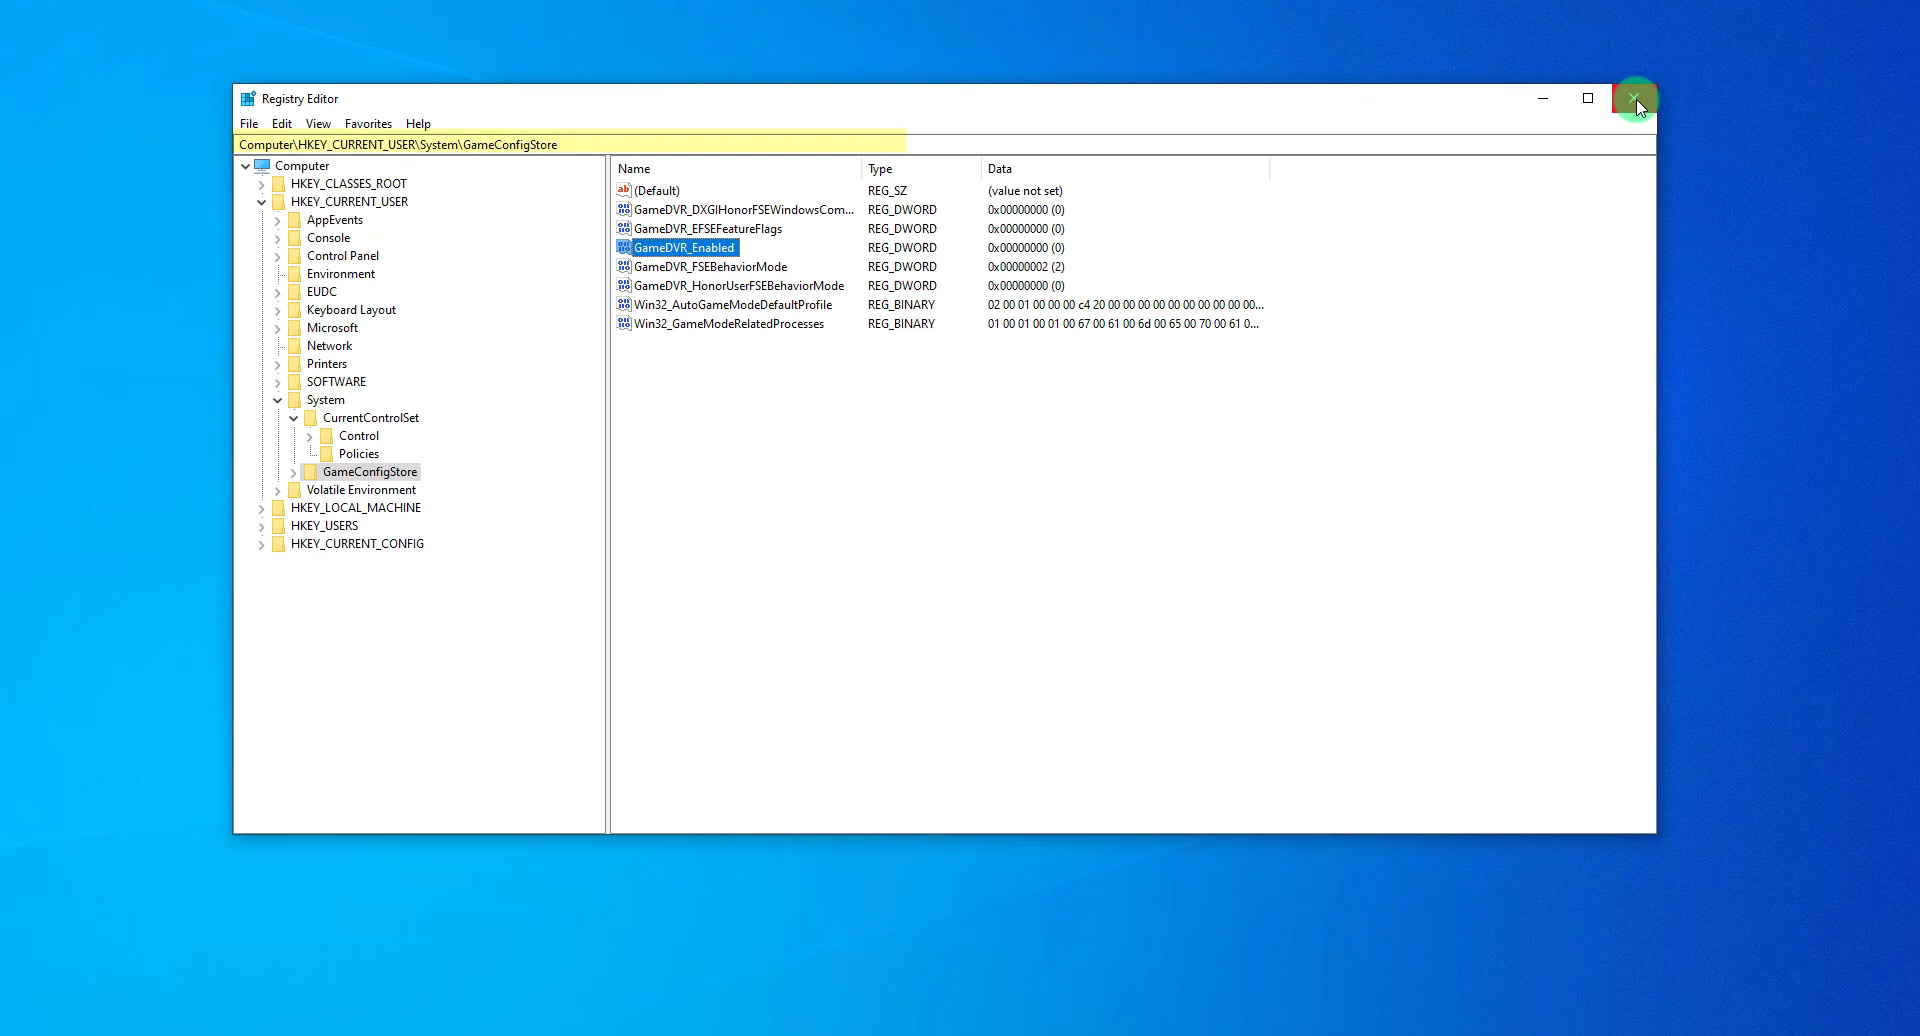 Registry Editor
File Edit View Favorites Help
Computer\HKEY_CURRENT_USER\System\GameConfigStore
Computer
HKEY_CLASSES_ROOT
HKEY_CURRENT_USER
AppEvents
Console
Control Panel
Environment
EUDC
Keyboard Layout
Microsoft
Network
Printers
SOFTWARE
System
CurrentControlSet
Control
Policies
GameConfigStore
Volatile Environment
HKEY_LOCAL_MACHINE
HKEY_USERS
HKEY_CURRENT_CONFIG
Name Type Data
(Default) REG_SZ (value not set)
GameDVR_DXGIHonorFSEWindowsCom... REG_DWORD 0x00000000 (0)
GameDVR_EFSEFeatureFlags REG_DWORD 0x00000000 (0)
GameDVR_Enabled REG_DWORD 0x00000000 (0)
GameDVR_FSEBehaviorMode REG_DWORD 0x00000002 (2)
GameDVR_HonorUserFSEBehaviorMode REG_DWORD 0x00000000 (0)
Win32_AutoGameModeDefaultProfile REG_BINARY 02 00 01 00 00 00 c4 20 00 00 00 00 00 00 00 00 00 00...
Win32_GameModeRelatedProcesses REG_BINARY 01 00 01 00 01 00 67 00 61 00 6d 00 65 00 70 00 61 0...